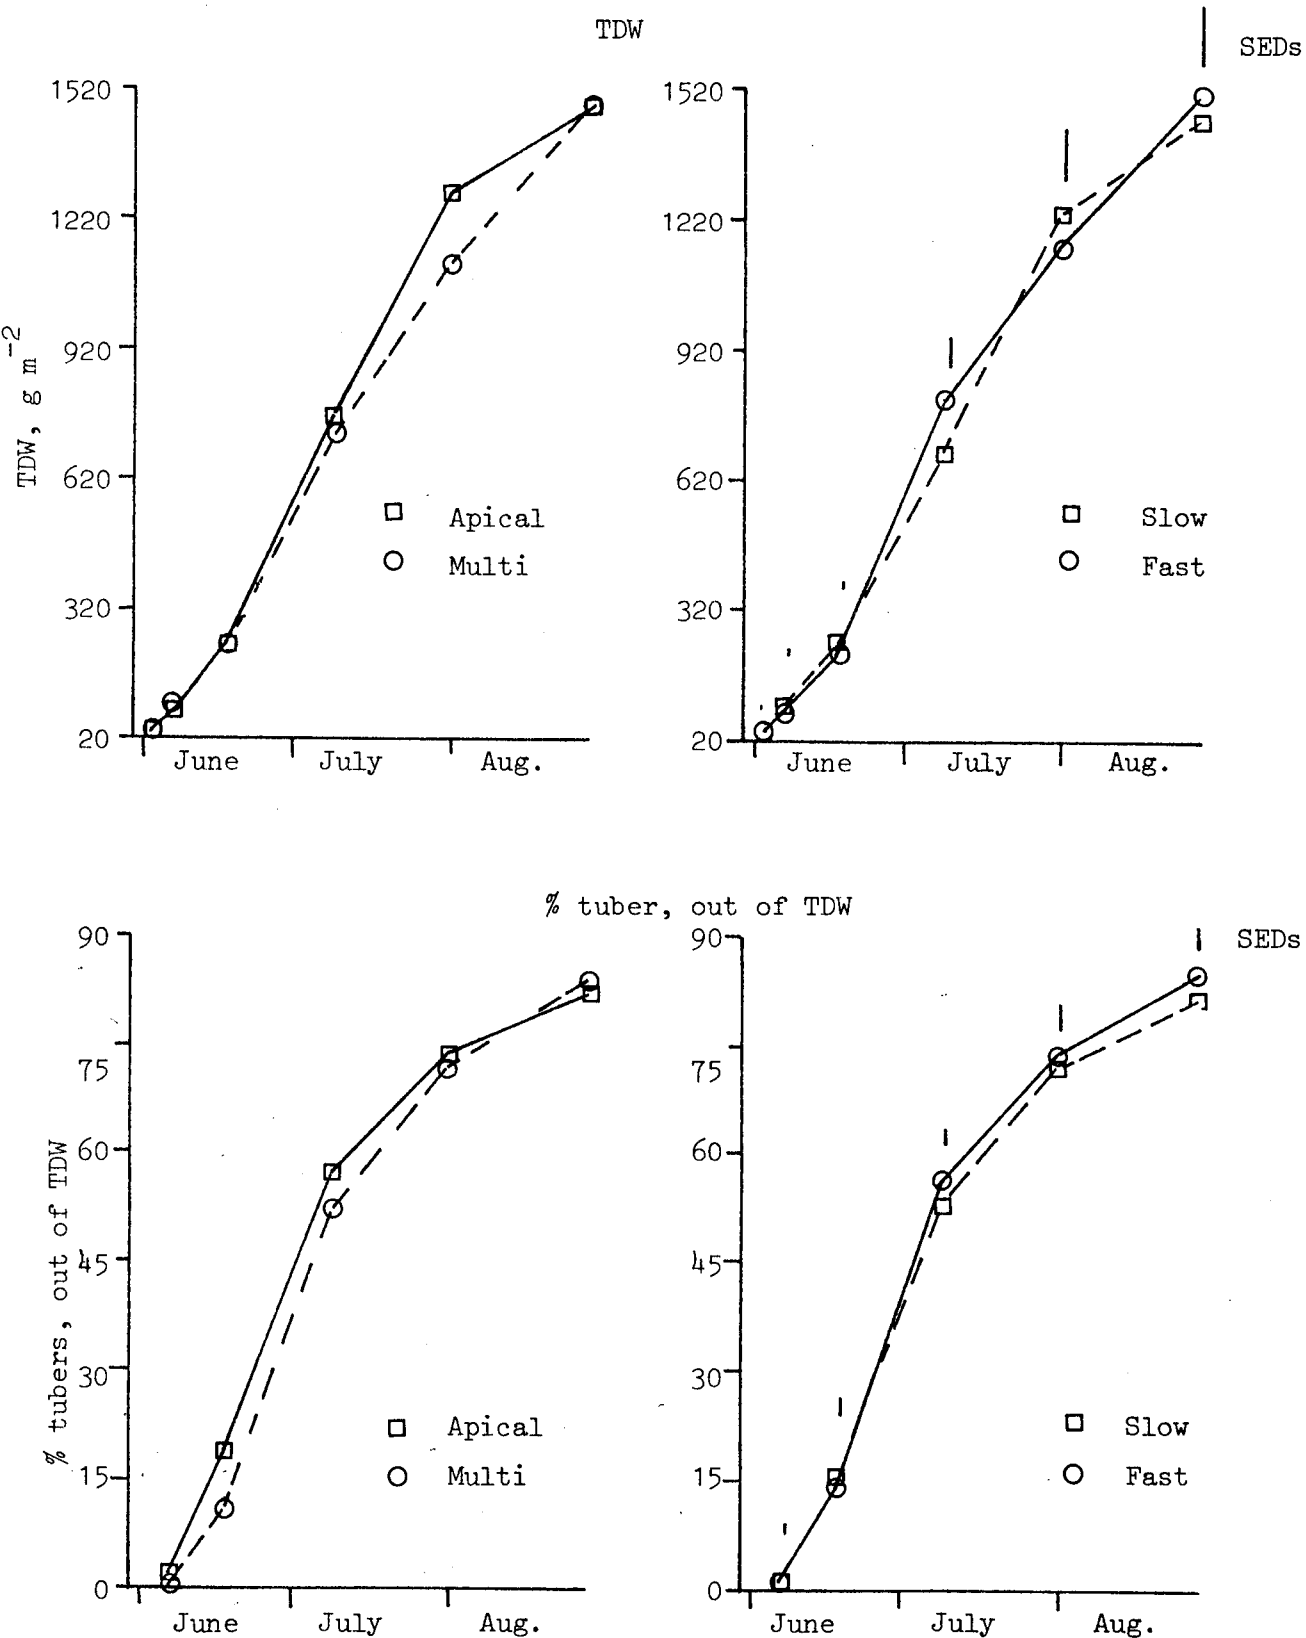 TDW
SEDs
TDW, g m⁻²
1520
1220
920
620
320
20
Apical
Multi
June July Aug.
1520
1220
920
620
320
20
Slow
Fast
June July Aug.
% tuber, out of TDW
SEDs
% tubers, out of TDW
90
75
60
45
30
15
0
Apical
Multi
June July Aug.
90
75
60
45
30
15
0
Slow
Fast
June July Aug.